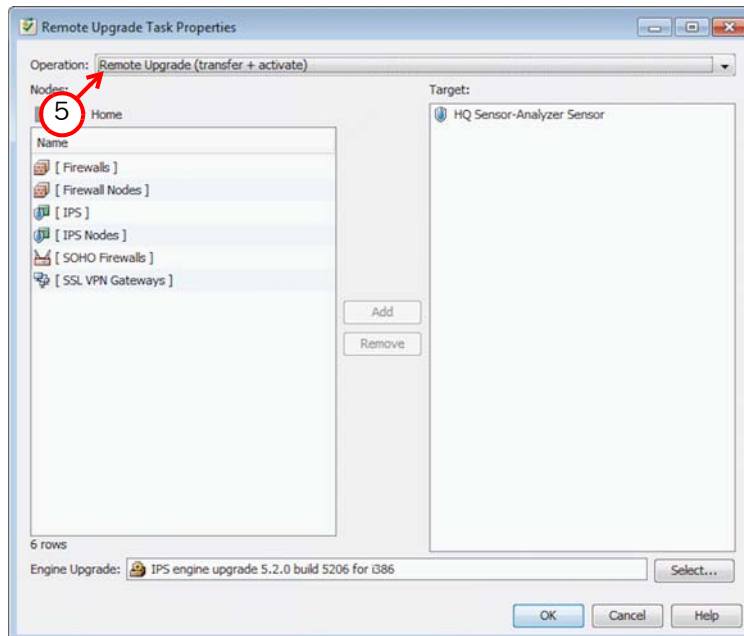 Remote Upgrade Task Properties
Operation: Remote Upgrade (transfer + activate)
Nodes:
Target:
5
Home
HQ Sensor-Analyzer Sensor
Name
[ Firewalls ]
[ Firewall Nodes ]
[ IPS ]
[ IPS Nodes ]
[ SOHO Firewalls ]
[ SSL VPN Gateways ]
Add
Remove
6 rows
Engine Upgrade: IPS engine upgrade 5.2.0 build 5206 for i386 Select...
OK Cancel Help